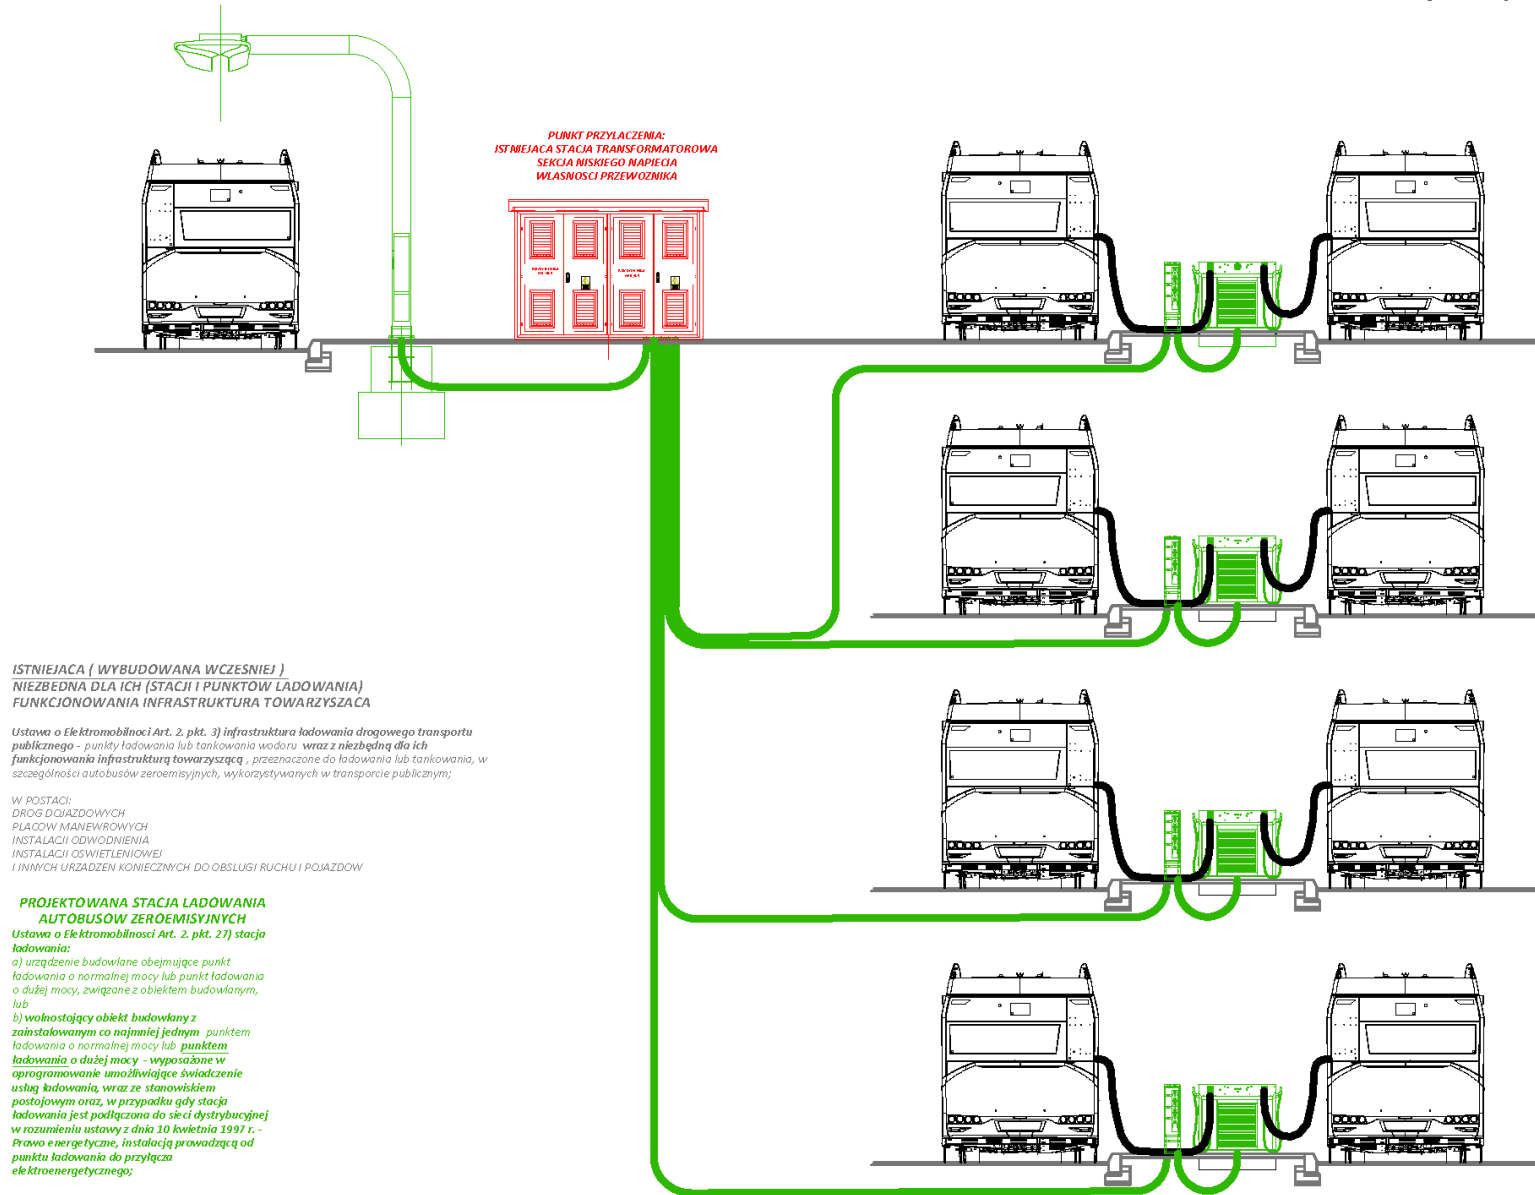 PUNKT PRZYLACZENIA:
ISTNIEJACA STACJA TRANSFORMATOROWA
SEKCJA NISKIEGO NAPIECIA
WLASNOSCI PRZEWOZNIKA
ISTNIEJACA ( WYBUDOWANA WCZESNIEJ )
NIEZBEDNA DLA ICH (STACJI I PUNKTOW LADOWANIA)
FUNKCJONOWANIA INFRASTRUKTURA TOWARZYSZACA
Ustawa o Elektromobilnoci Art. 2. pkt. 3) infrastruktura ładowania drogowego transportu
publicznego - punkty ładowania lub tankowania wodoru wraz z niezbędną dla ich
funkcjonowania infrastrukturą towarzyszącą , przeznaczone do ładowania lub tankowania, w
szczególności autobusów zeroemisyjnych, wykorzystywanych w transporcie publicznym;
W POSTACI:
DROG DOJAZDOWYCH
PLACOW MANEWROWYCH
INSTALACJI ODWODNIENIA
INSTALACJI OSWIETLENIOWEJ
I INNYCH URZADZEN KONIECZNYCH DO OBSLUGI RUCHU I POJAZDOW
PROJEKTOWANA STACJA LADOWANIA
AUTOBUSOW ZEROEMISYJNYCH
Ustawa o Elektromobilnosci Art. 2. pkt. 27) stacja
ładowania:
a) urządzenie budowlane obejmujące punkt
ładowania o normalnej mocy lub punkt ładowania
o dużej mocy, związane z obiektem budowlanym,
lub
b) wolnostojący obiekt budowlany z
zainstalowanym co najmniej jednym punktem
ładowania o normalnej mocy lub punktem
ładowania o dużej mocy - wyposażone w
oprogramowanie umożliwiające świadczenie
usług ładowania, wraz ze stanowiskiem
postojowym oraz, w przypadku gdy stacja
ładowania jest podłączona do sieci dystrybucyjnej
w rozumieniu ustawy z dnia 10 kwietnia 1997 r. -
Prawo energetyczne, instalacją prowadzącą od
punktu ładowania do przyłącza
elektroenergetycznego;